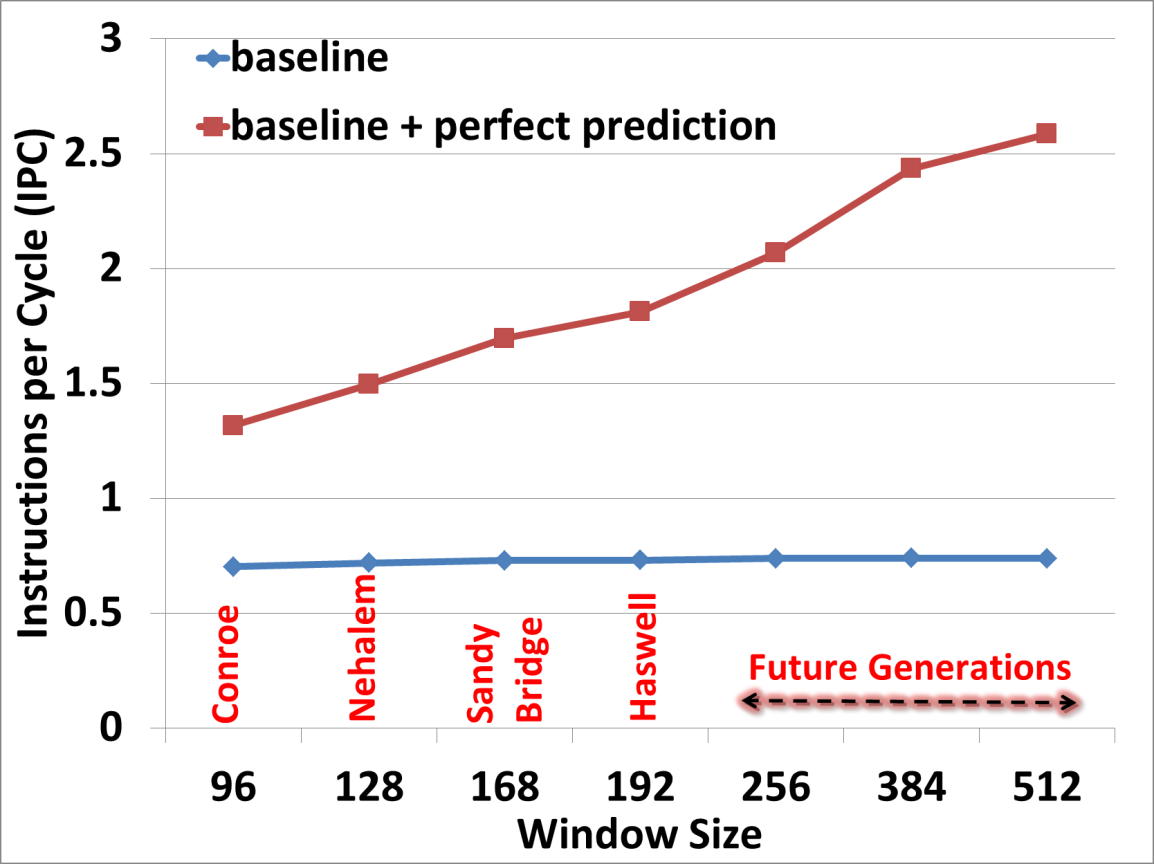 3
baseline
baseline + perfect prediction
2.5
2
1.5
1
0.5
0
Instructions per Cycle (IPC)
Conroe
Nehalem
Sandy
Bridge
Haswell
Future Generations
96 128 168 192 256 384 512
Window Size